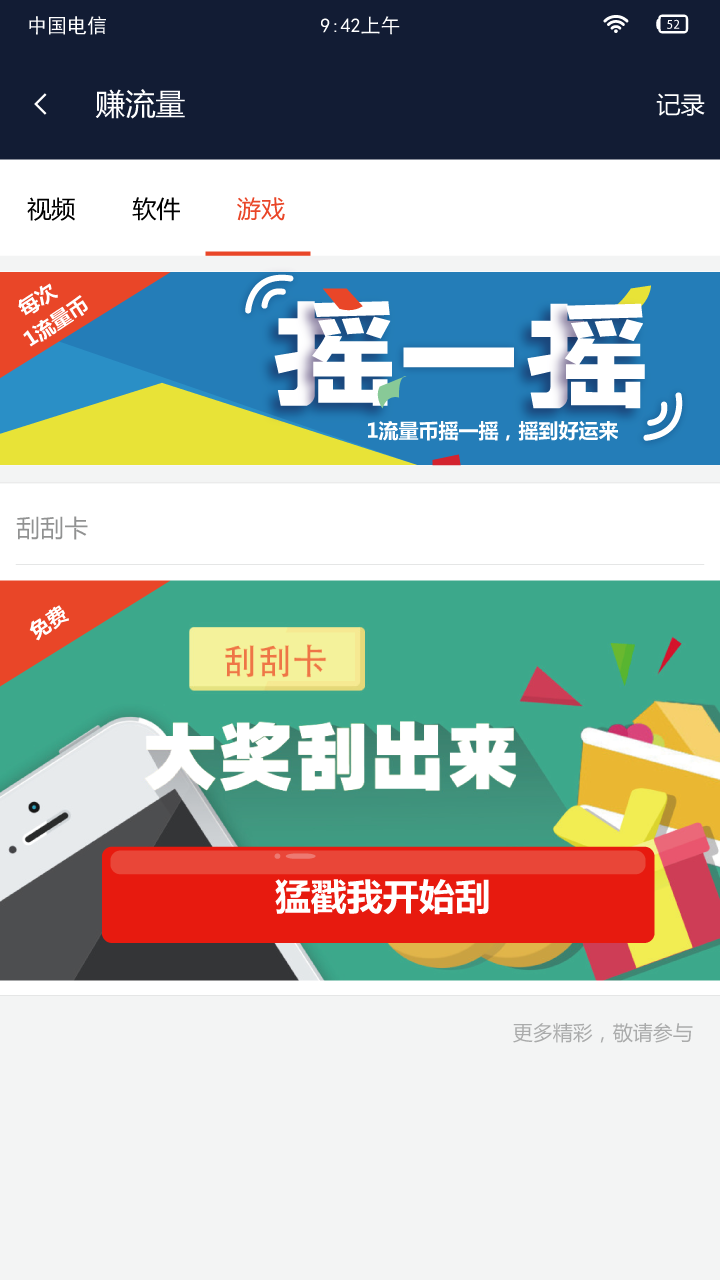 中国电信
9:42上午
52
赚流量
记录
视频
软件
游戏
每次
1流量币
摇一摇
1流量币摇一摇，摇到好运来
刮刮卡
免费
刮刮卡
大奖刮出来
猛戳我开始刮
更多精彩，敬请参与